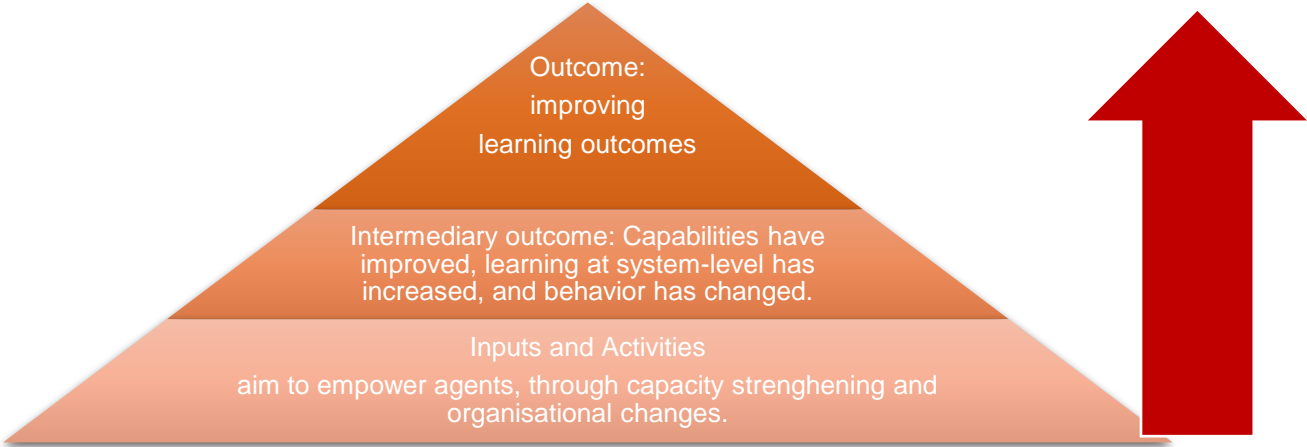 Outcome:
improving
learning outcomes
Intermediary outcome: Capabilities have
improved, learning at system-level has
increased, and behavior has changed.
Inputs and Activities
aim to empower agents, through capacity strenghening and
organisational changes.